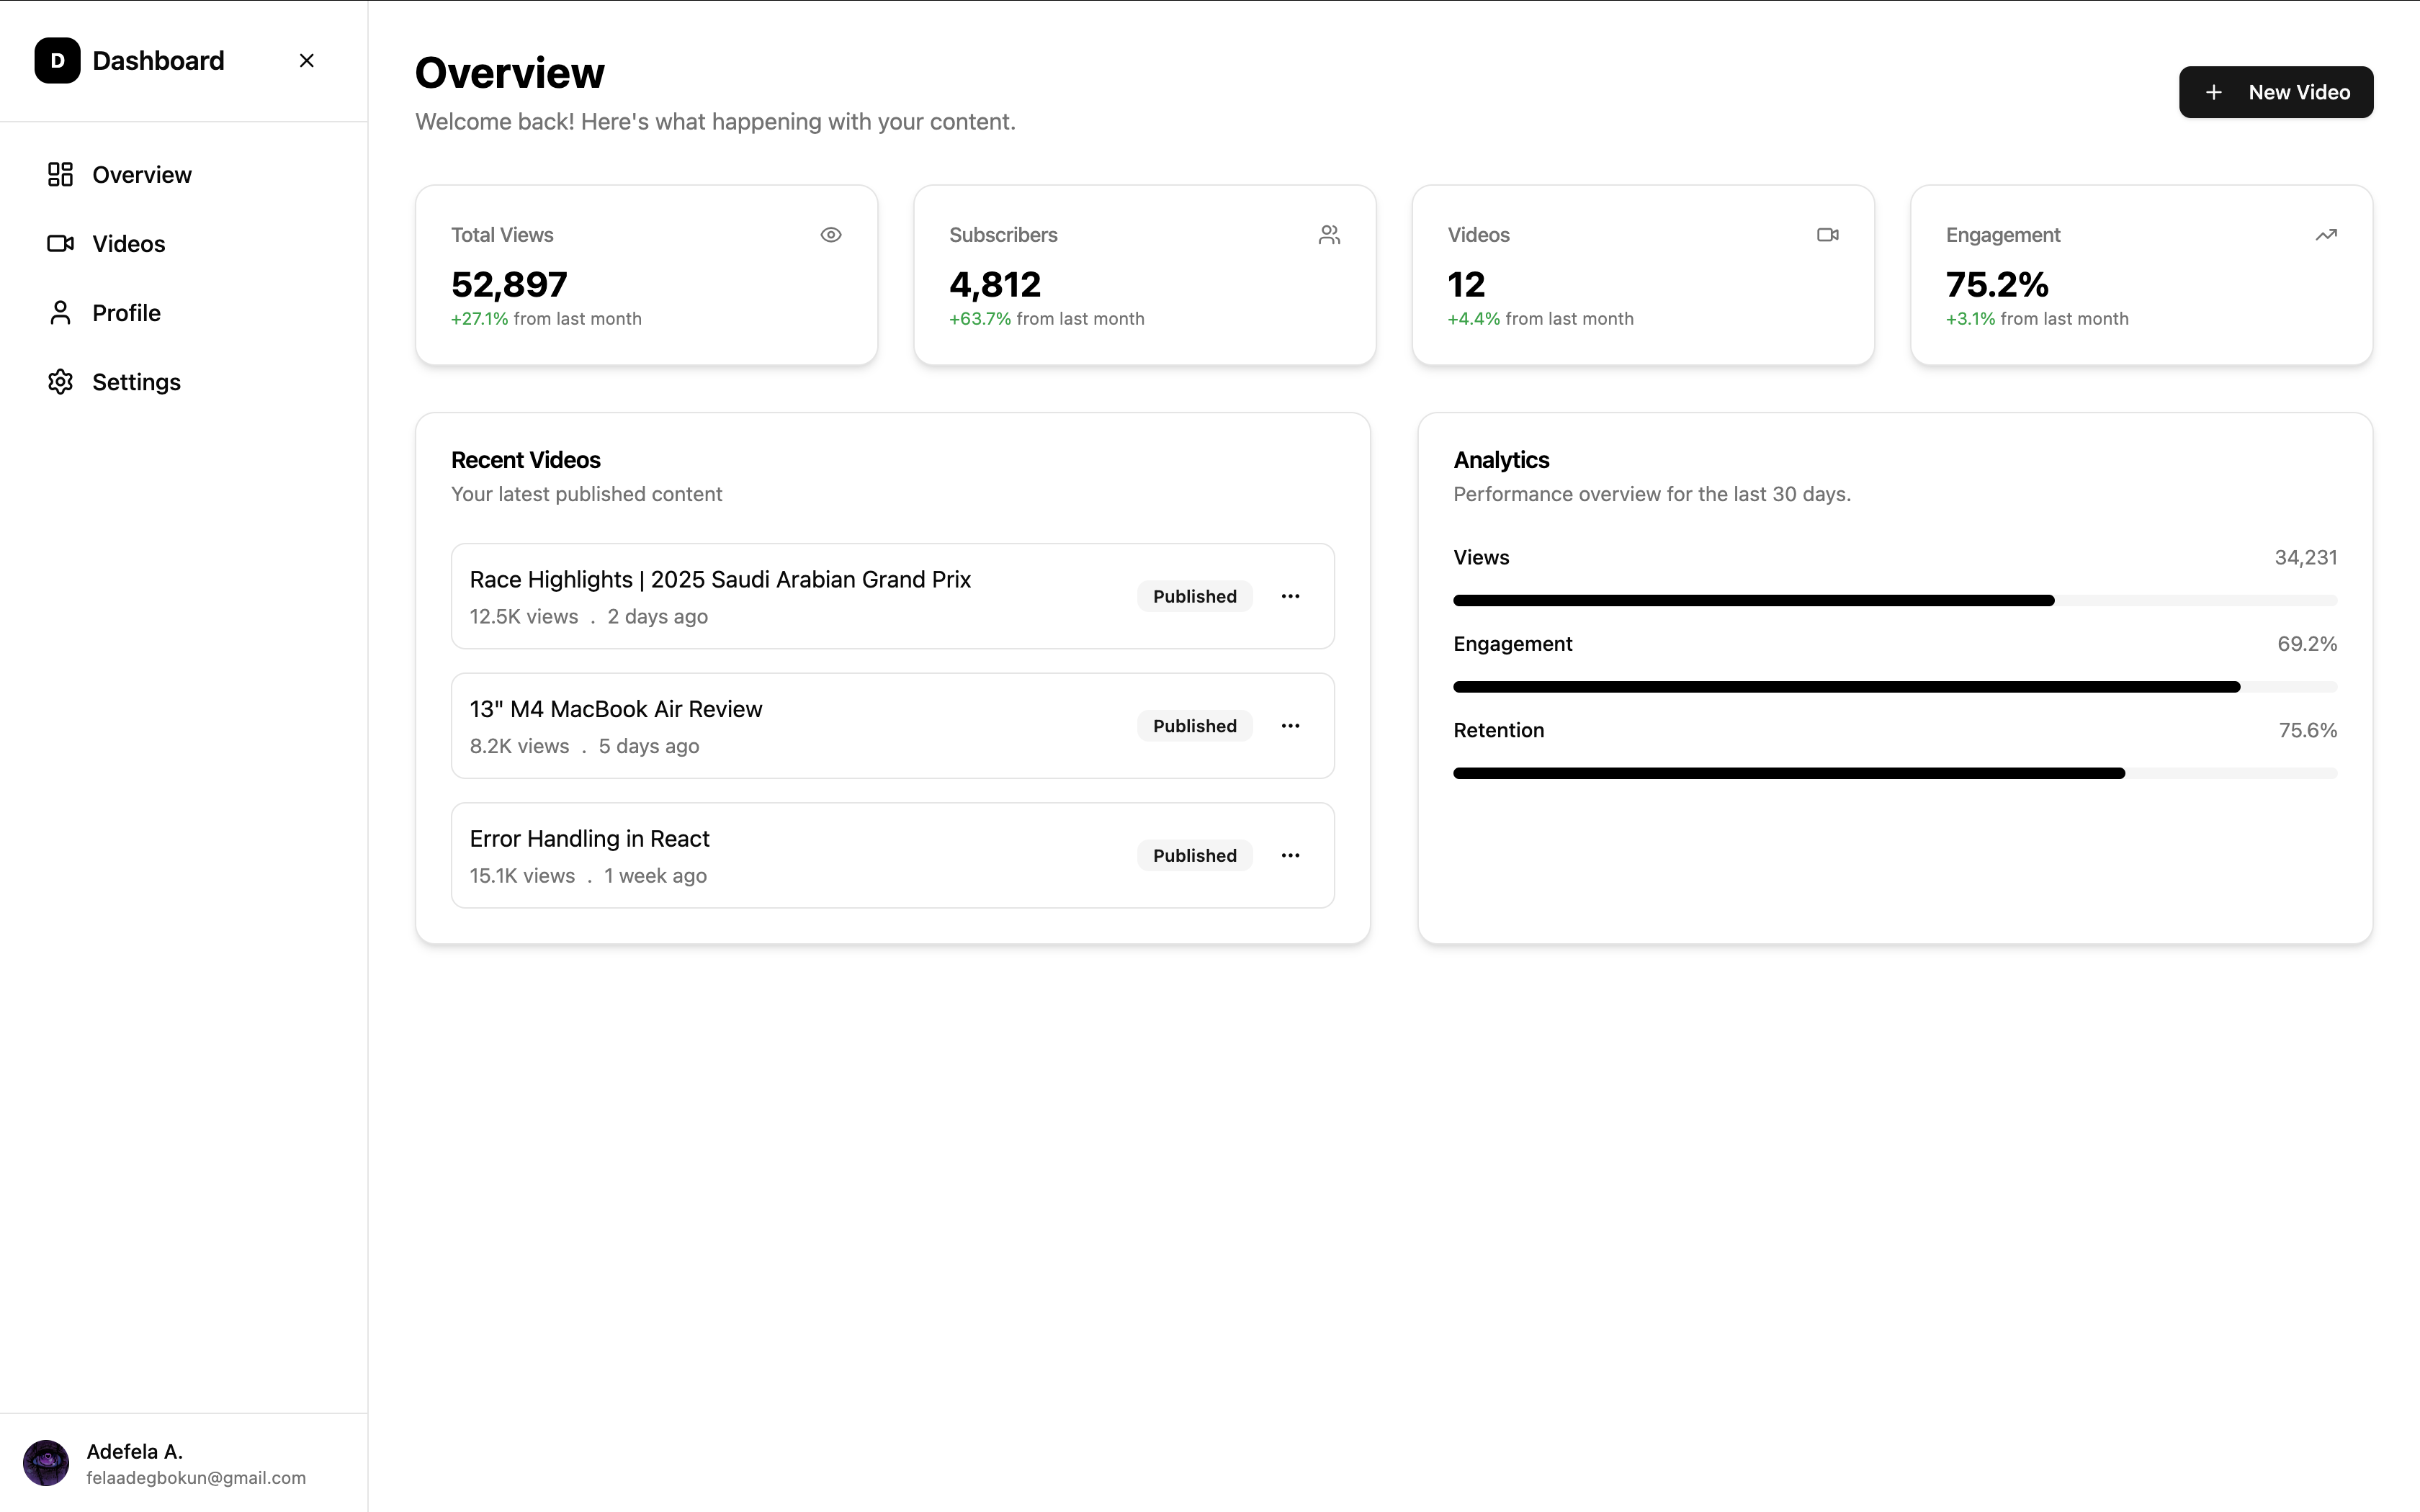 D Dashboard
Overview
Videos
Profile
Settings
Adefela A.
felaadegbokun@gmail.com
Overview
Welcome back! Here's what happening with your content.
New Video
Total Views
52,897
+27.1% from last month
Subscribers
4,812
+63.7% from last month
Videos
12
+4.4% from last month
Engagement
75.2%
+3.1% from last month
Recent Videos
Your latest published content
Race Highlights | 2025 Saudi Arabian Grand Prix
12.5K views . 2 days ago
Published
13" M4 MacBook Air Review
8.2K views . 5 days ago
Published
Error Handling in React
15.1K views . 1 week ago
Published
Analytics
Performance overview for the last 30 days.
Views 34,231
Engagement 69.2%
Retention 75.6%